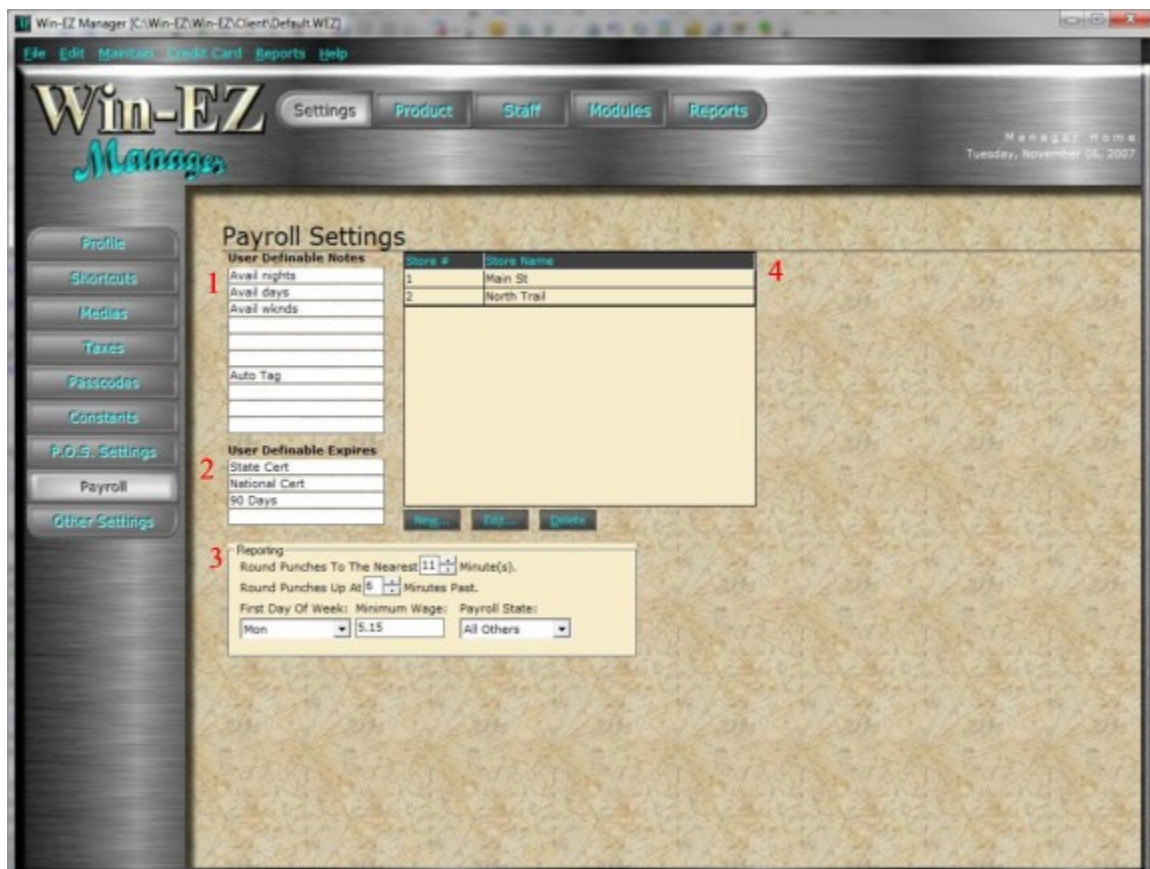 Win-EZ Manager [C:\Win-EZ\Win-EZ\Client\Default.WEZ]
File Edit Maintain Credit Card Reports Help
Win-EZ
Manager
Settings Product Staff Modules Reports
Manager Home
Tuesday, November 06, 2007
Profile
Shortcuts
Medias
Taxes
Passcodes
Constants
P.O.S. Settings
Payroll
Other Settings
Payroll Settings
1
User Definable Notes
Avail nights
Avail days
Avail wknds
Auto Tag
2
User Definable Expires
State Cert
National Cert
90 Days
4
Store # Store Name
1 Main St
2 North Trail
New... Edit... Delete
3
Reporting
Round Punches To The Nearest 11 Minute(s).
Round Punches Up At 6 Minutes Past.
First Day Of Week: Minimum Wage: Payroll State:
Mon 5.15 All Others